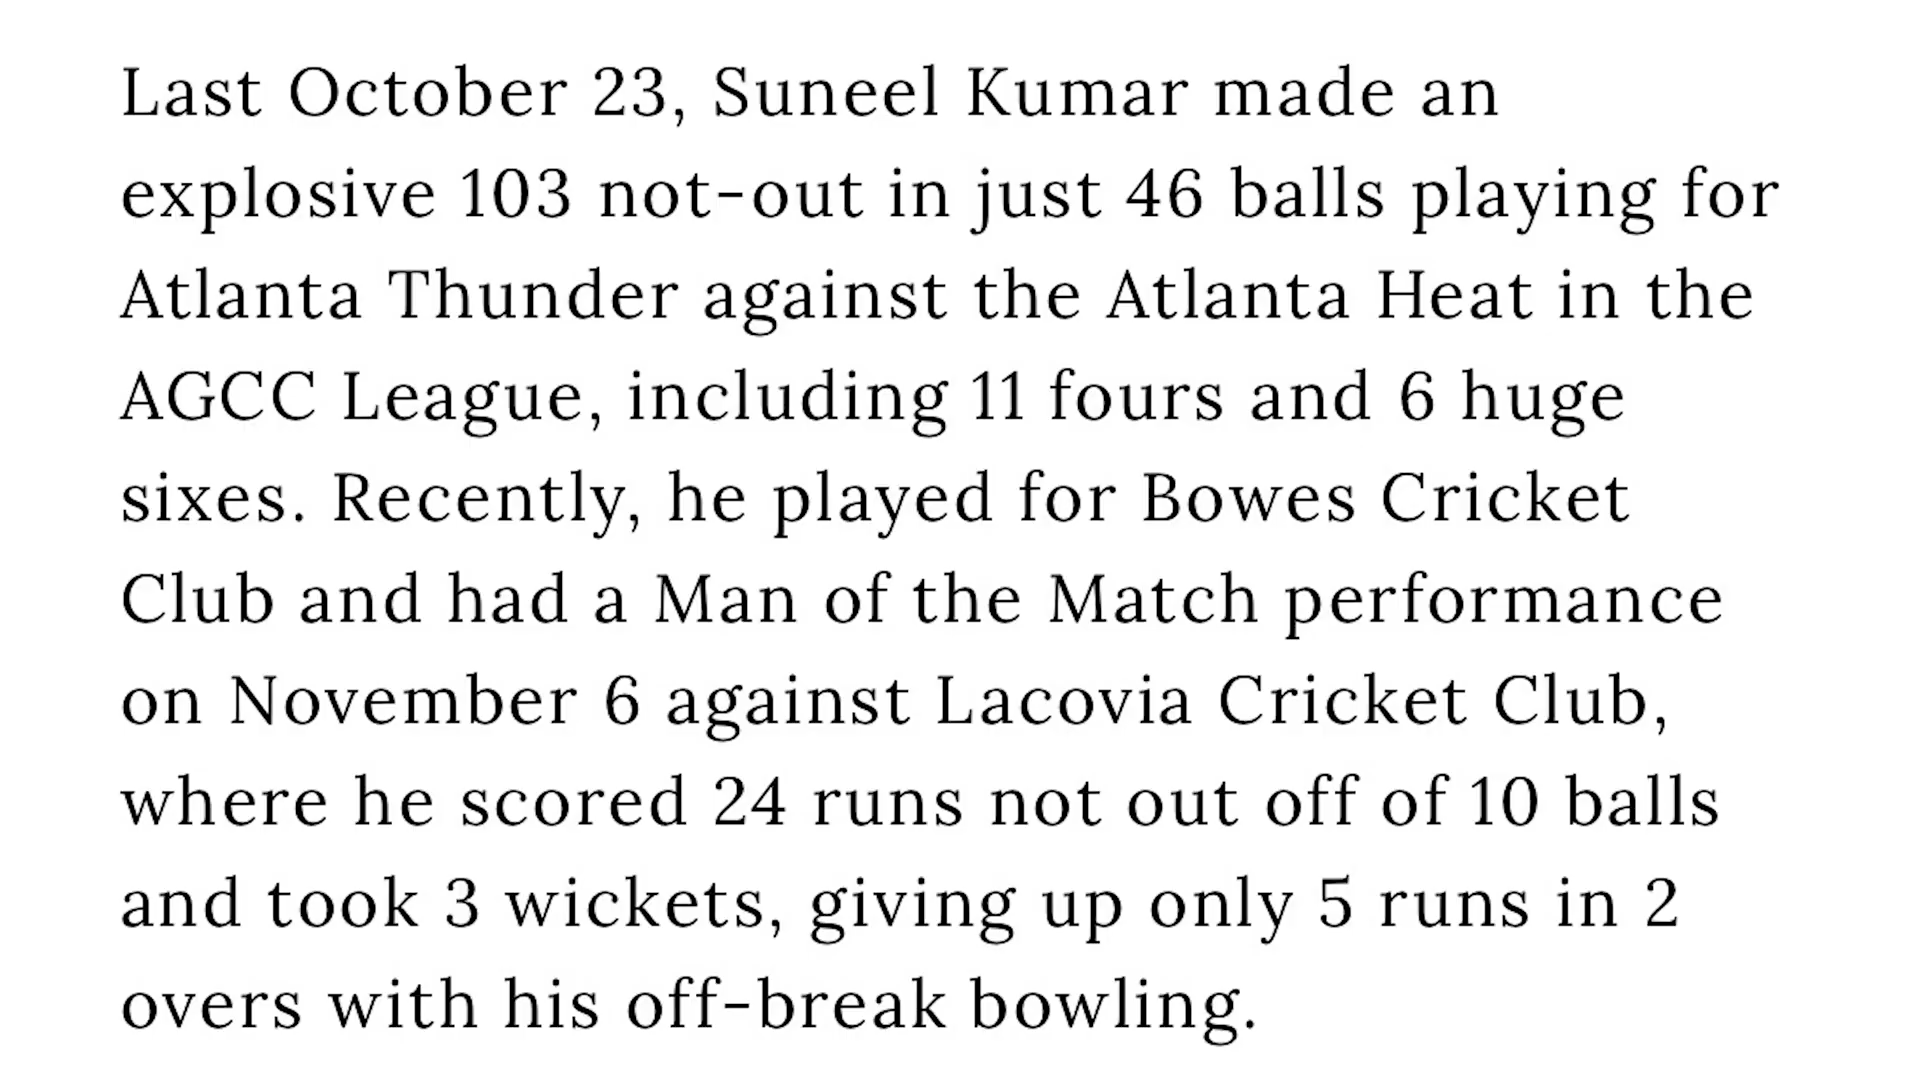 Last October 23, Suneel Kumar made an
explosive 103 not-out in just 46 balls playing for
Atlanta Thunder against the Atlanta Heat in the
AGCC League, including 11 fours and 6 huge
sixes. Recently, he played for Bowes Cricket
Club and had a Man of the Match performance
on November 6 against Lacovia Cricket Club,
where he scored 24 runs not out off of 10 balls
and took 3 wickets, giving up only 5 runs in 2
overs with his off-break bowling.